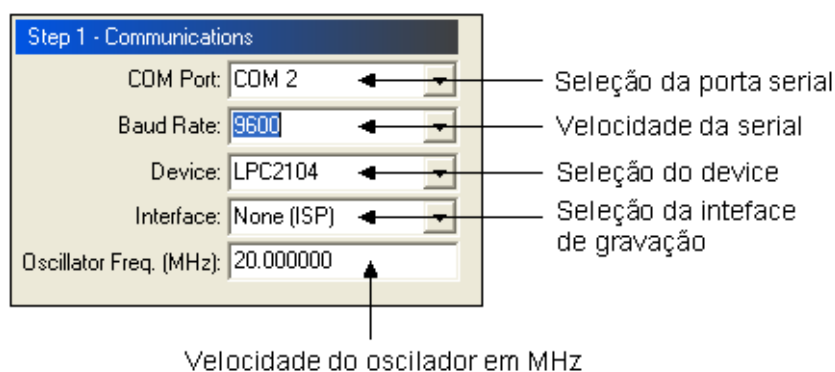 Step 1 - Communications
COM Port: COM 2
Seleção da porta serial
Baud Rate: 9600
Velocidade da serial
Device: LPC2104
Seleção do device
Interface: None (ISP)
Seleção da inteface
de gravação
Oscillator Freq. (MHz): 20.000000
Velocidade do oscilador em MHz